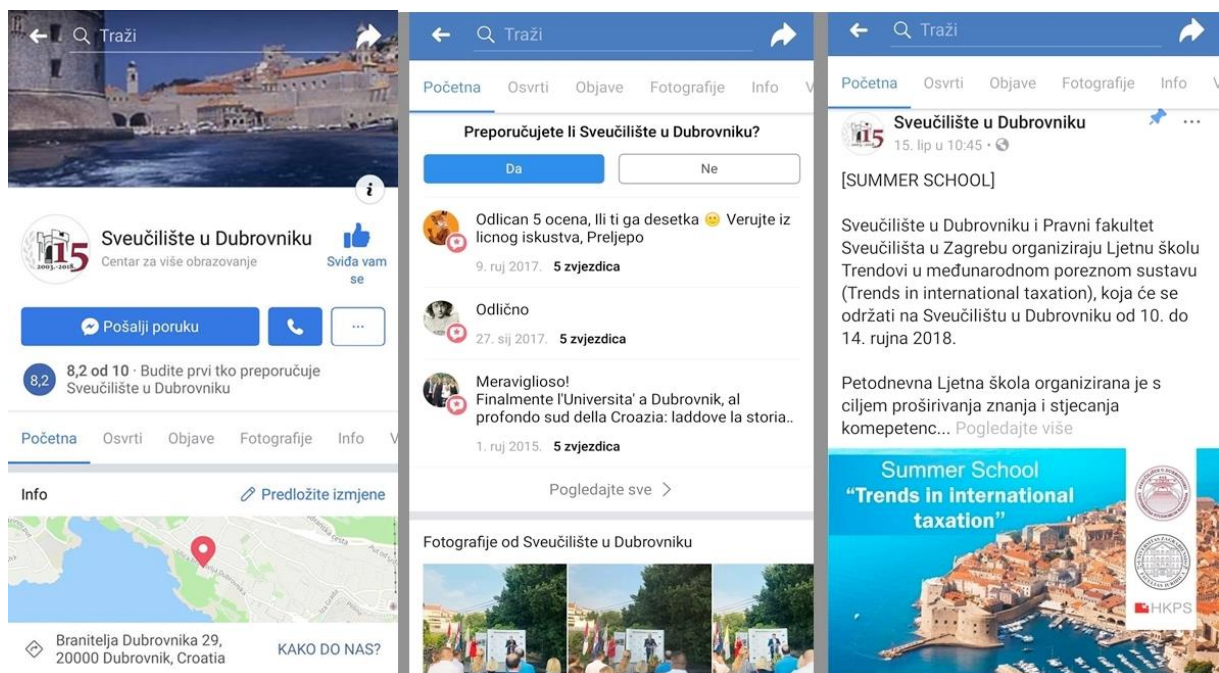 Traži
15
2003.-2018.
Sveučilište u Dubrovniku
Centar za više obrazovanje
Sviđa vam
se
Pošalji poruku
...
8,2
8,2 od 10 · Budite prvi tko preporučuje
Sveučilište u Dubrovniku
Početna Osvrti Objave Fotografije Info V
Info
Predložite izmjene
Branitelja Dubrovnika 29,
20000 Dubrovnik, Croatia
KAKO DO NAS?
Traži
Početna Osvrti Objave Fotografije Info V
Preporučujete li Sveučilište u Dubrovniku?
Da Ne
Odlican 5 ocena, Ili ti ga desetka 🙂 Verujte iz
licnog iskustva, Preljepo
9. ruj 2017. 5 zvjezdica
Odlično
27. sij 2017. 5 zvjezdica
Meraviglioso!
Finalmente l'Universita' a Dubrovnik, al
profondo sud della Croazia: laddove la storia..
1. ruj 2015. 5 zvjezdica
Pogledajte sve >
Fotografije od Sveučilište u Dubrovniku
Traži
Početna Osvrti Objave Fotografije Info V
15
Sveučilište u Dubrovniku
15. lip u 10:45 ·
...
[SUMMER SCHOOL]
Sveučilište u Dubrovniku i Pravni fakultet
Sveučilišta u Zagrebu organiziraju Ljetnu školu
Trendovi u međunarodnom poreznom sustavu
(Trends in international taxation), koja će se
održati na Sveučilištu u Dubrovniku od 10. do
14. rujna 2018.
Petodnevna Ljetna škola organizirana je s
ciljem proširivanja znanja i stjecanja
komepetenc... Pogledajte više
Summer School
"Trends in international
taxation"
HKPS